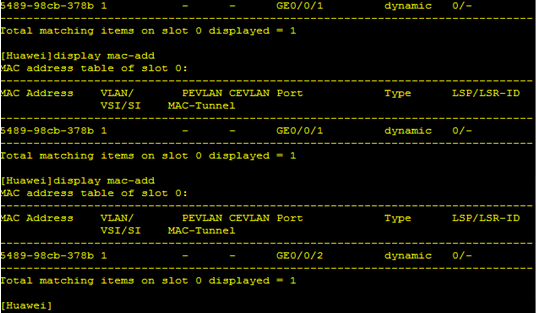 5489-98cb-378b 1 - - GE0/0/1 dynamic 0/-
-------------------------------------------------------------------------------
Total matching items on slot 0 displayed = 1
[Huawei]display mac-add
MAC address table of slot 0:
-------------------------------------------------------------------------------
MAC Address VLAN/ PEVLAN CEVLAN Port Type LSP/LSR-ID
VSI/SI MAC-Tunnel
-------------------------------------------------------------------------------
5489-98cb-378b 1 - - GE0/0/1 dynamic 0/-
-------------------------------------------------------------------------------
Total matching items on slot 0 displayed = 1
[Huawei]display mac-add
MAC address table of slot 0:
-------------------------------------------------------------------------------
MAC Address VLAN/ PEVLAN CEVLAN Port Type LSP/LSR-ID
VSI/SI MAC-Tunnel
-------------------------------------------------------------------------------
5489-98cb-378b 1 - - GE0/0/2 dynamic 0/-
-------------------------------------------------------------------------------
Total matching items on slot 0 displayed = 1
[Huawei]